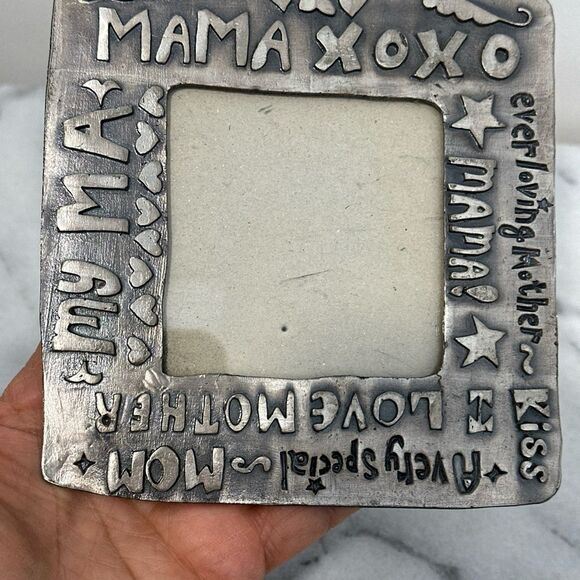 MAMA XOXO
ever loving Mother~
MAMA!
Kiss
I LOVE MOTHER
A very Special ~ MOM
My MA